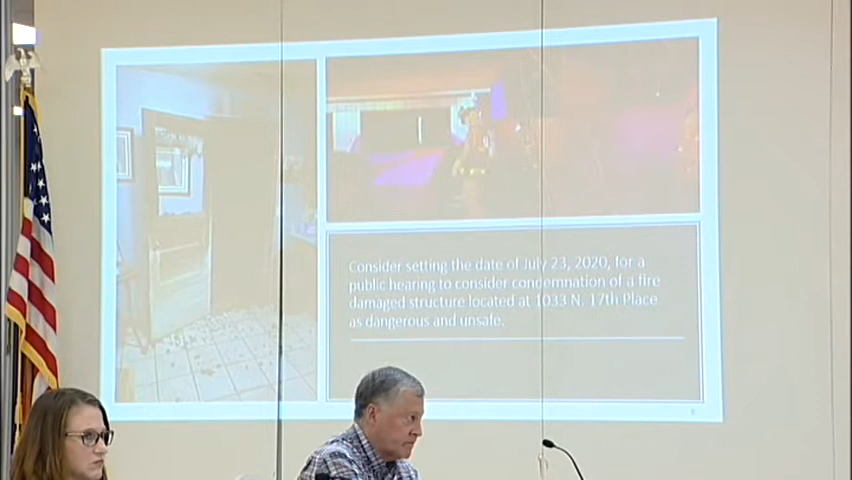 Consider setting the date of July 23, 2020, for a
public hearing to consider condemnation of a fire
damaged structure located at 1033 N. 17th Place
as dangerous and unsafe.